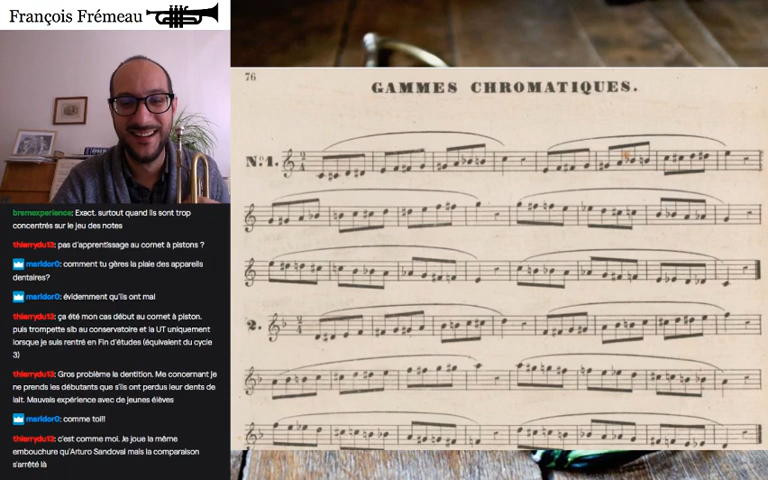 François Frémeau
76
GAMMES CHROMATIQUES.
N.º1.
2.
bremexperience: Exact. surtout quand ils sont trop
concentrés sur le jeu des notes
thierrydu13: pas d'apprentissage au cornet à pistons ?
maridor0: comment tu gères la plaie des appareils
dentaires?
maridor0: évidemment qu'ils ont mal
thierrydu13: ça été mon cas début au cornet à piston.
puis trompette sib au conservatoire et la UT uniquement
lorsque je suis rentré en Fin d'études (équivalent du cycle
3)
thierrydu13: Gros problème la dentition. Me concernant je
ne prends les débutants que s'ils ont perdus leur dents de
lait. Mauvais expérience avec de jeunes élèves
maridor0: comme toi!!
thierrydu13: c'est comme moi. Je joue la même
embouchure qu'Arturo Sandoval mais la comparaison
s'arrêté là